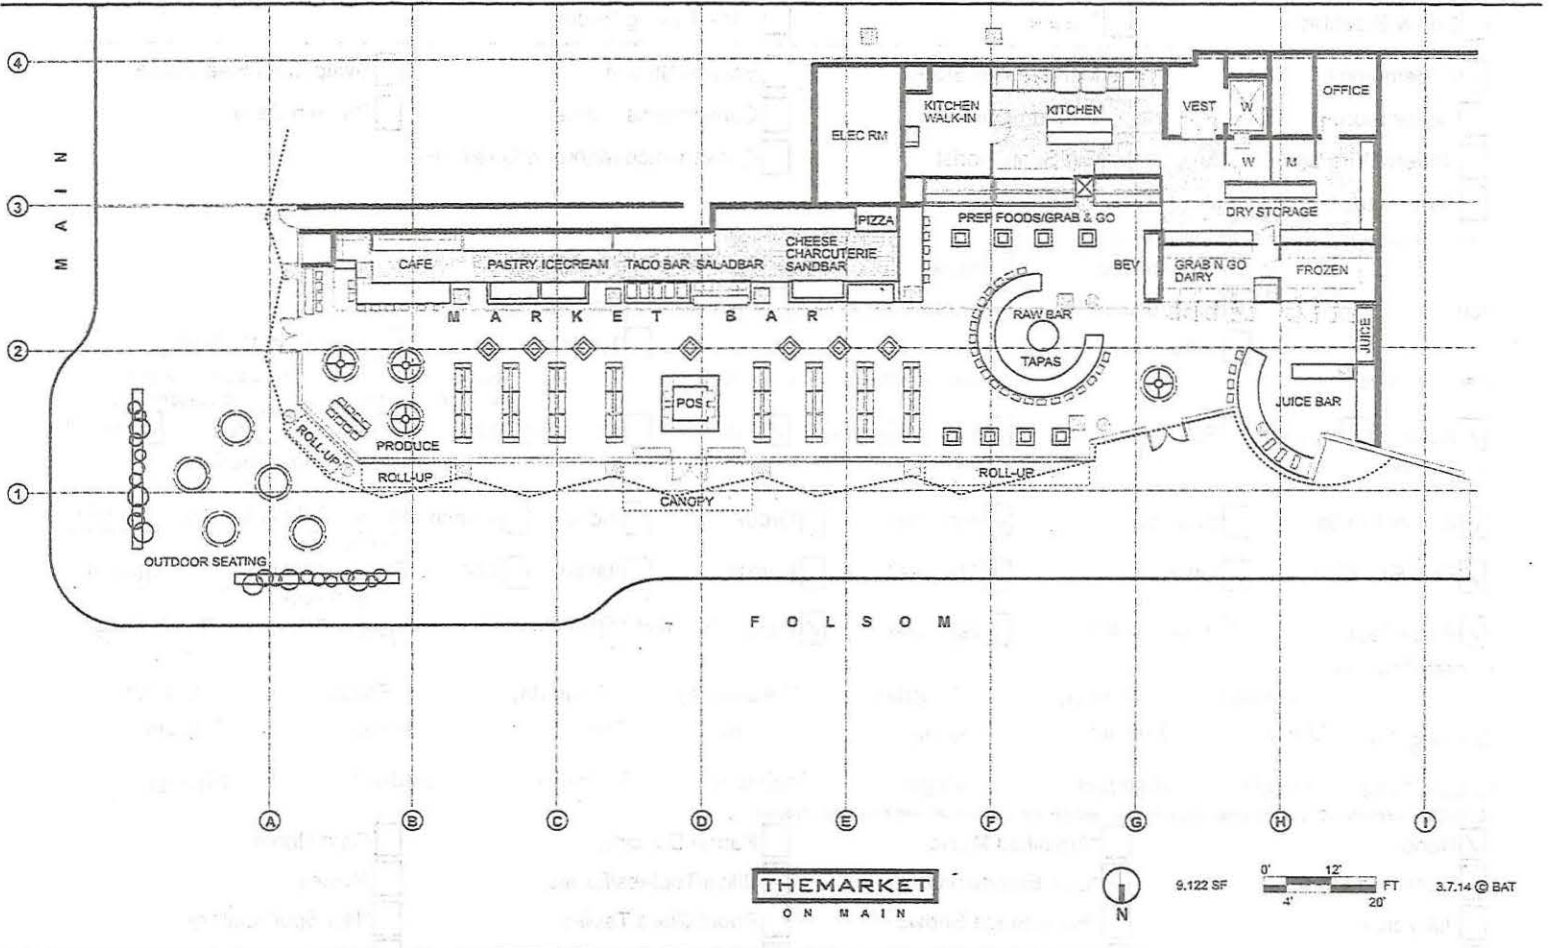 4
3
2
1
MAIN
ELEC RM
KITCHEN
WALK-IN
KITCHEN
VEST
W
OFFICE
W
M
DRY STORAGE
PIZZA
PREP FOODS/GRAB & GO
CAFE
PASTRY
ICECREAM
TACO BAR
SALADBAR
CHEESE
CHARCUTERIE
SANDBAR
BEV
GRAB N GO
DAIRY
FROZEN
MARKET BAR
RAW BAR
TAPAS
JUICE
JUICE BAR
POS
PRODUCE
ROLL-UP
ROLL-UP
ROLL-UP
CANOPY
OUTDOOR SEATING
FOLSOM
A
B
C
D
E
F
G
H
I
THEMARKET
ON MAIN
N
9.122 SF
0' 12'
4' 20'
FT
3.7.14 © BAT